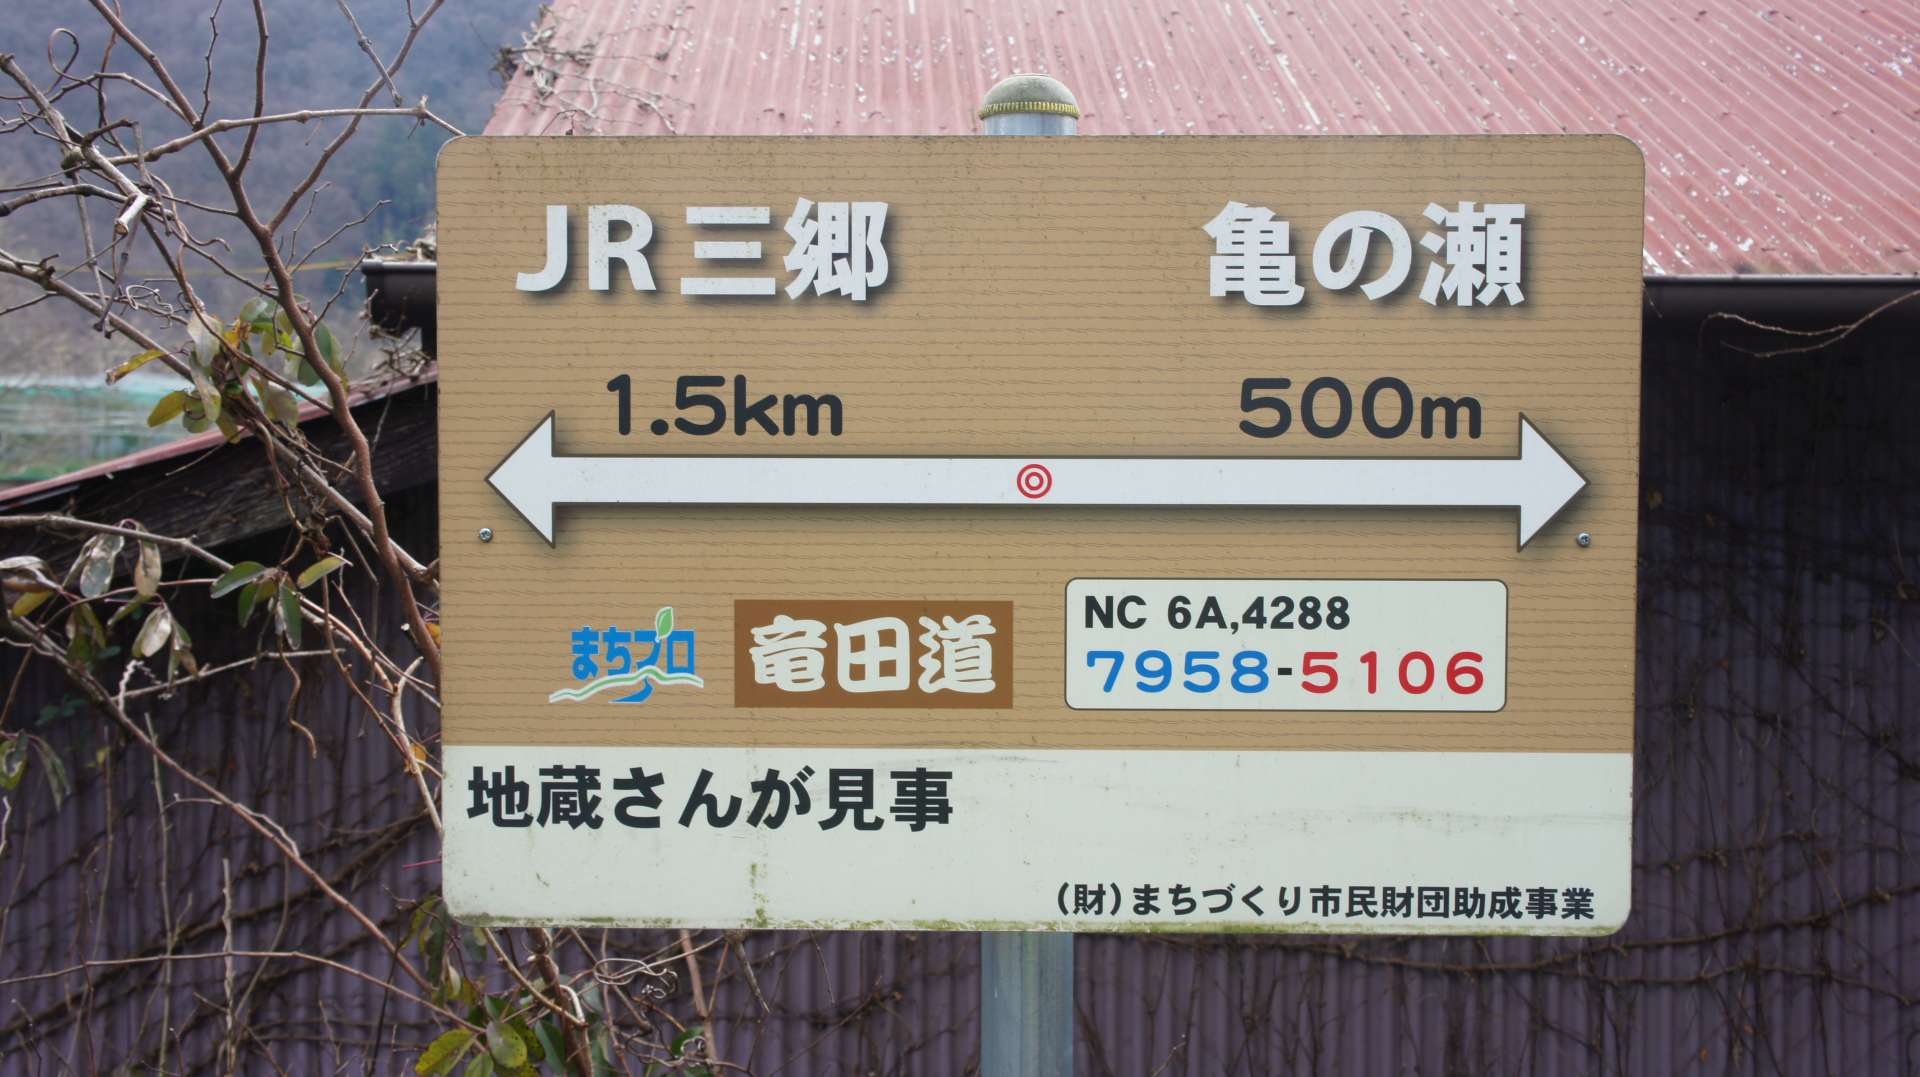 JR三郷 亀の瀬
1.5km 500m
まちプロ 竜田道
NC 6A,4288
7958-5106
地蔵さんが見事
(財)まちづくり市民財団助成事業